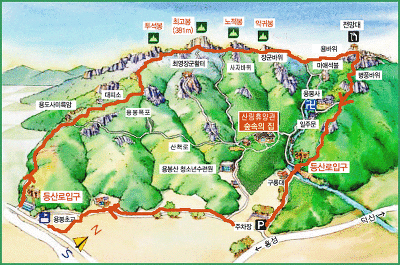 투석봉
최고봉
(381m)
노적봉
악귀봉
전망대
용바위
최영장군활터
사자바위
장군바위
마애석불
병풍바위
대피소
용도사미륵암
용봉폭포
용봉사
산림휴양관
숲속의 집
일주문
산책로
용봉산 청소년수련원
구룡대
등산로입구
등산로입구
용봉초교
주차장
P
홍성
덕산
N
S